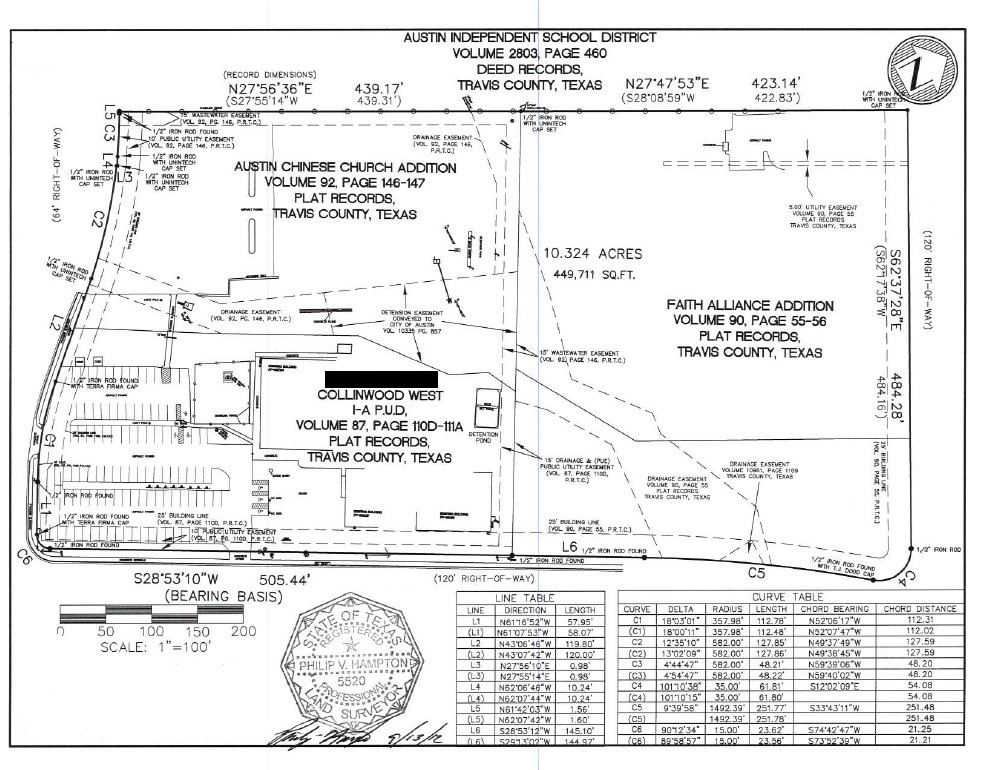 AUSTIN INDEPENDENT SCHOOL DISTRICT
VOLUME 2803, PAGE 460
DEED RECORDS,
TRAVIS COUNTY, TEXAS
(RECORD DIMENSIONS)
N27°56'36"E 439.17'
(S27°55'14"W 439.31')
N27°47'53"E 423.14'
(S28°08'59"W 422.83')
1/2" IRON ROD
WITH UNINTECH
CAP SET
1/2" IRON ROD
WITH UNINTECH
CAP SET
L5
C3
L4
L3
C2
(64' RIGHT-OF-WAY)
15' WASTEWATER EASEMENT
(VOL. 92, PG. 146, P.R.T.C.)
1/2" IRON ROD FOUND
10' PUBLIC UTILITY EASEMENT
(VOL. 92, PG. 146, P.R.T.C.)
1/2" IRON ROD
WITH UNINTECH
CAP SET
1/2" IRON ROD
WITH UNINTECH
CAP SET
1/2" IRON ROD
WITH UNINTECH
CAP SET
DRAINAGE EASEMENT
(VOL. 92, PAGE 146,
P.R.T.C.)
AUSTIN CHINESE CHURCH ADDITION
VOLUME 92, PAGE 146-147
PLAT RECORDS,
TRAVIS COUNTY, TEXAS
5.00' UTILITY EASEMENT
VOLUME 90, PAGE 55
PLAT RECORDS
TRAVIS COUNTY, TEXAS
10.324 ACRES
449,711 SQ.FT.
S62°37'28"E 484.28'
(S62°17'38"W 484.16')
(120' RIGHT-OF-WAY)
1/2" IRON ROD
WITH UNINTECH
CAP SET
L2
DRAINAGE EASEMENT
(VOL. 92, PAGE 146, P.R.T.C.)
DETENTION EASEMENT
CONVEYED TO
CITY OF AUSTIN
VOL. 10335 PG. 857
FAITH ALLIANCE ADDITION
VOLUME 90, PAGE 55-56
PLAT RECORDS,
TRAVIS COUNTY, TEXAS
15' WASTEWATER EASEMENT
(VOL. 92, PAGE 146, P.R.T.C.)
1/2" IRON ROD FOUND
WITH TERRA FIRMA CAP
COLLINWOOD WEST
I-A P.U.D,
VOLUME 87, PAGE 110D-111A
PLAT RECORDS,
TRAVIS COUNTY, TEXAS
DETENTION
POND
C1
15' DRAINAGE & (PUE)
PUBLIC UTILITY EASEMENT
(VOL. 87, PAGE 110D,
P.R.T.C.)
DRAINAGE EASEMENT
VOLUME 10961, PAGE 1109
TRAVIS COUNTY, TEXAS
DRAINAGE EASEMENT
VOLUME 90, PAGE 55
PLAT RECORDS
TRAVIS COUNTY, TEXAS
25' BUILDING LINE
(VOL. 90, PAGE 55, P.R.T.C.)
1/2" IRON ROD FOUND
1/2" IRON ROD FOUND
WITH TERRA FIRMA CAP
25' BUILDING LINE
(VOL. 87, PAGE 110D, P.R.T.C.)
10' PUBLIC UTILITY EASEMENT
(VOL. 87, PG. 110D, P.R.T.C.)
25' BUILDING LINE
(VOL. 90, PAGE 55, P.R.T.C.)
1/2" IRON ROD FOUND
C6
L6
1/2" IRON ROD FOUND
1/2" IRON ROD FOUND
C5
1/2" IRON ROD FOUND
WITH T.J. DODD CAP
C4
1/2" IRON ROD
S28°53'10"W 505.44'
(BEARING BASIS)
(120' RIGHT-OF-WAY)
0 50 100 150 200
SCALE: 1"=100'
STATE OF TEXAS
REGISTERED
PHILIP V. HAMPTON
5520
PROFESSIONAL
LAND SURVEYOR
9/13/12
LINE TABLE
LINE DIRECTION LENGTH
L1 N61°16'52"W 57.95'
(L1) N61°07'53"W 58.07'
L2 N43°06'46"W 119.80'
(L2) N43°07'42"W 120.00'
L3 N27°56'10"E 0.98'
(L3) N27°55'14"E 0.98'
L4 N62°06'46"W 10.24'
(L4) N62°07'44"W 10.24'
L5 N61°42'03"W 1.56'
(L5) N62°07'42"W 1.60'
L6 S28°53'12"W 145.10'
(L6) S29°13'02"W 144.97'
CURVE TABLE
CURVE DELTA RADIUS LENGTH CHORD BEARING CHORD DISTANCE
C1 18°03'01" 357.98' 112.78' N52°06'17"W 112.31
(C1) 18°00'11" 357.98' 112.48' N52°07'47"W 112.02
C2 12°35'10" 582.00' 127.85' N49°37'49"W 127.59
(C2) 13°02'09" 582.00' 127.86' N49°38'45"W 127.59
C3 4°44'47" 582.00' 48.21' N59°39'06"W 48.20
(C3) 4°54'47" 582.00' 48.22' N59°40'02"W 48.20
C4 101°10'38" 35.00' 61.81' S12°02'09"E 54.08
(C4) 101°10'15" 35.00' 61.80' 54.08
C5 9°39'58" 1492.39' 251.77' S33°43'11"W 251.48
(C5) 1492.39' 251.78' 251.48
C6 90°12'34" 15.00' 23.62' S74°42'47"W 21.25
(C6) 89°58'57" 15.00' 23.56' S73°52'39"W 21.21